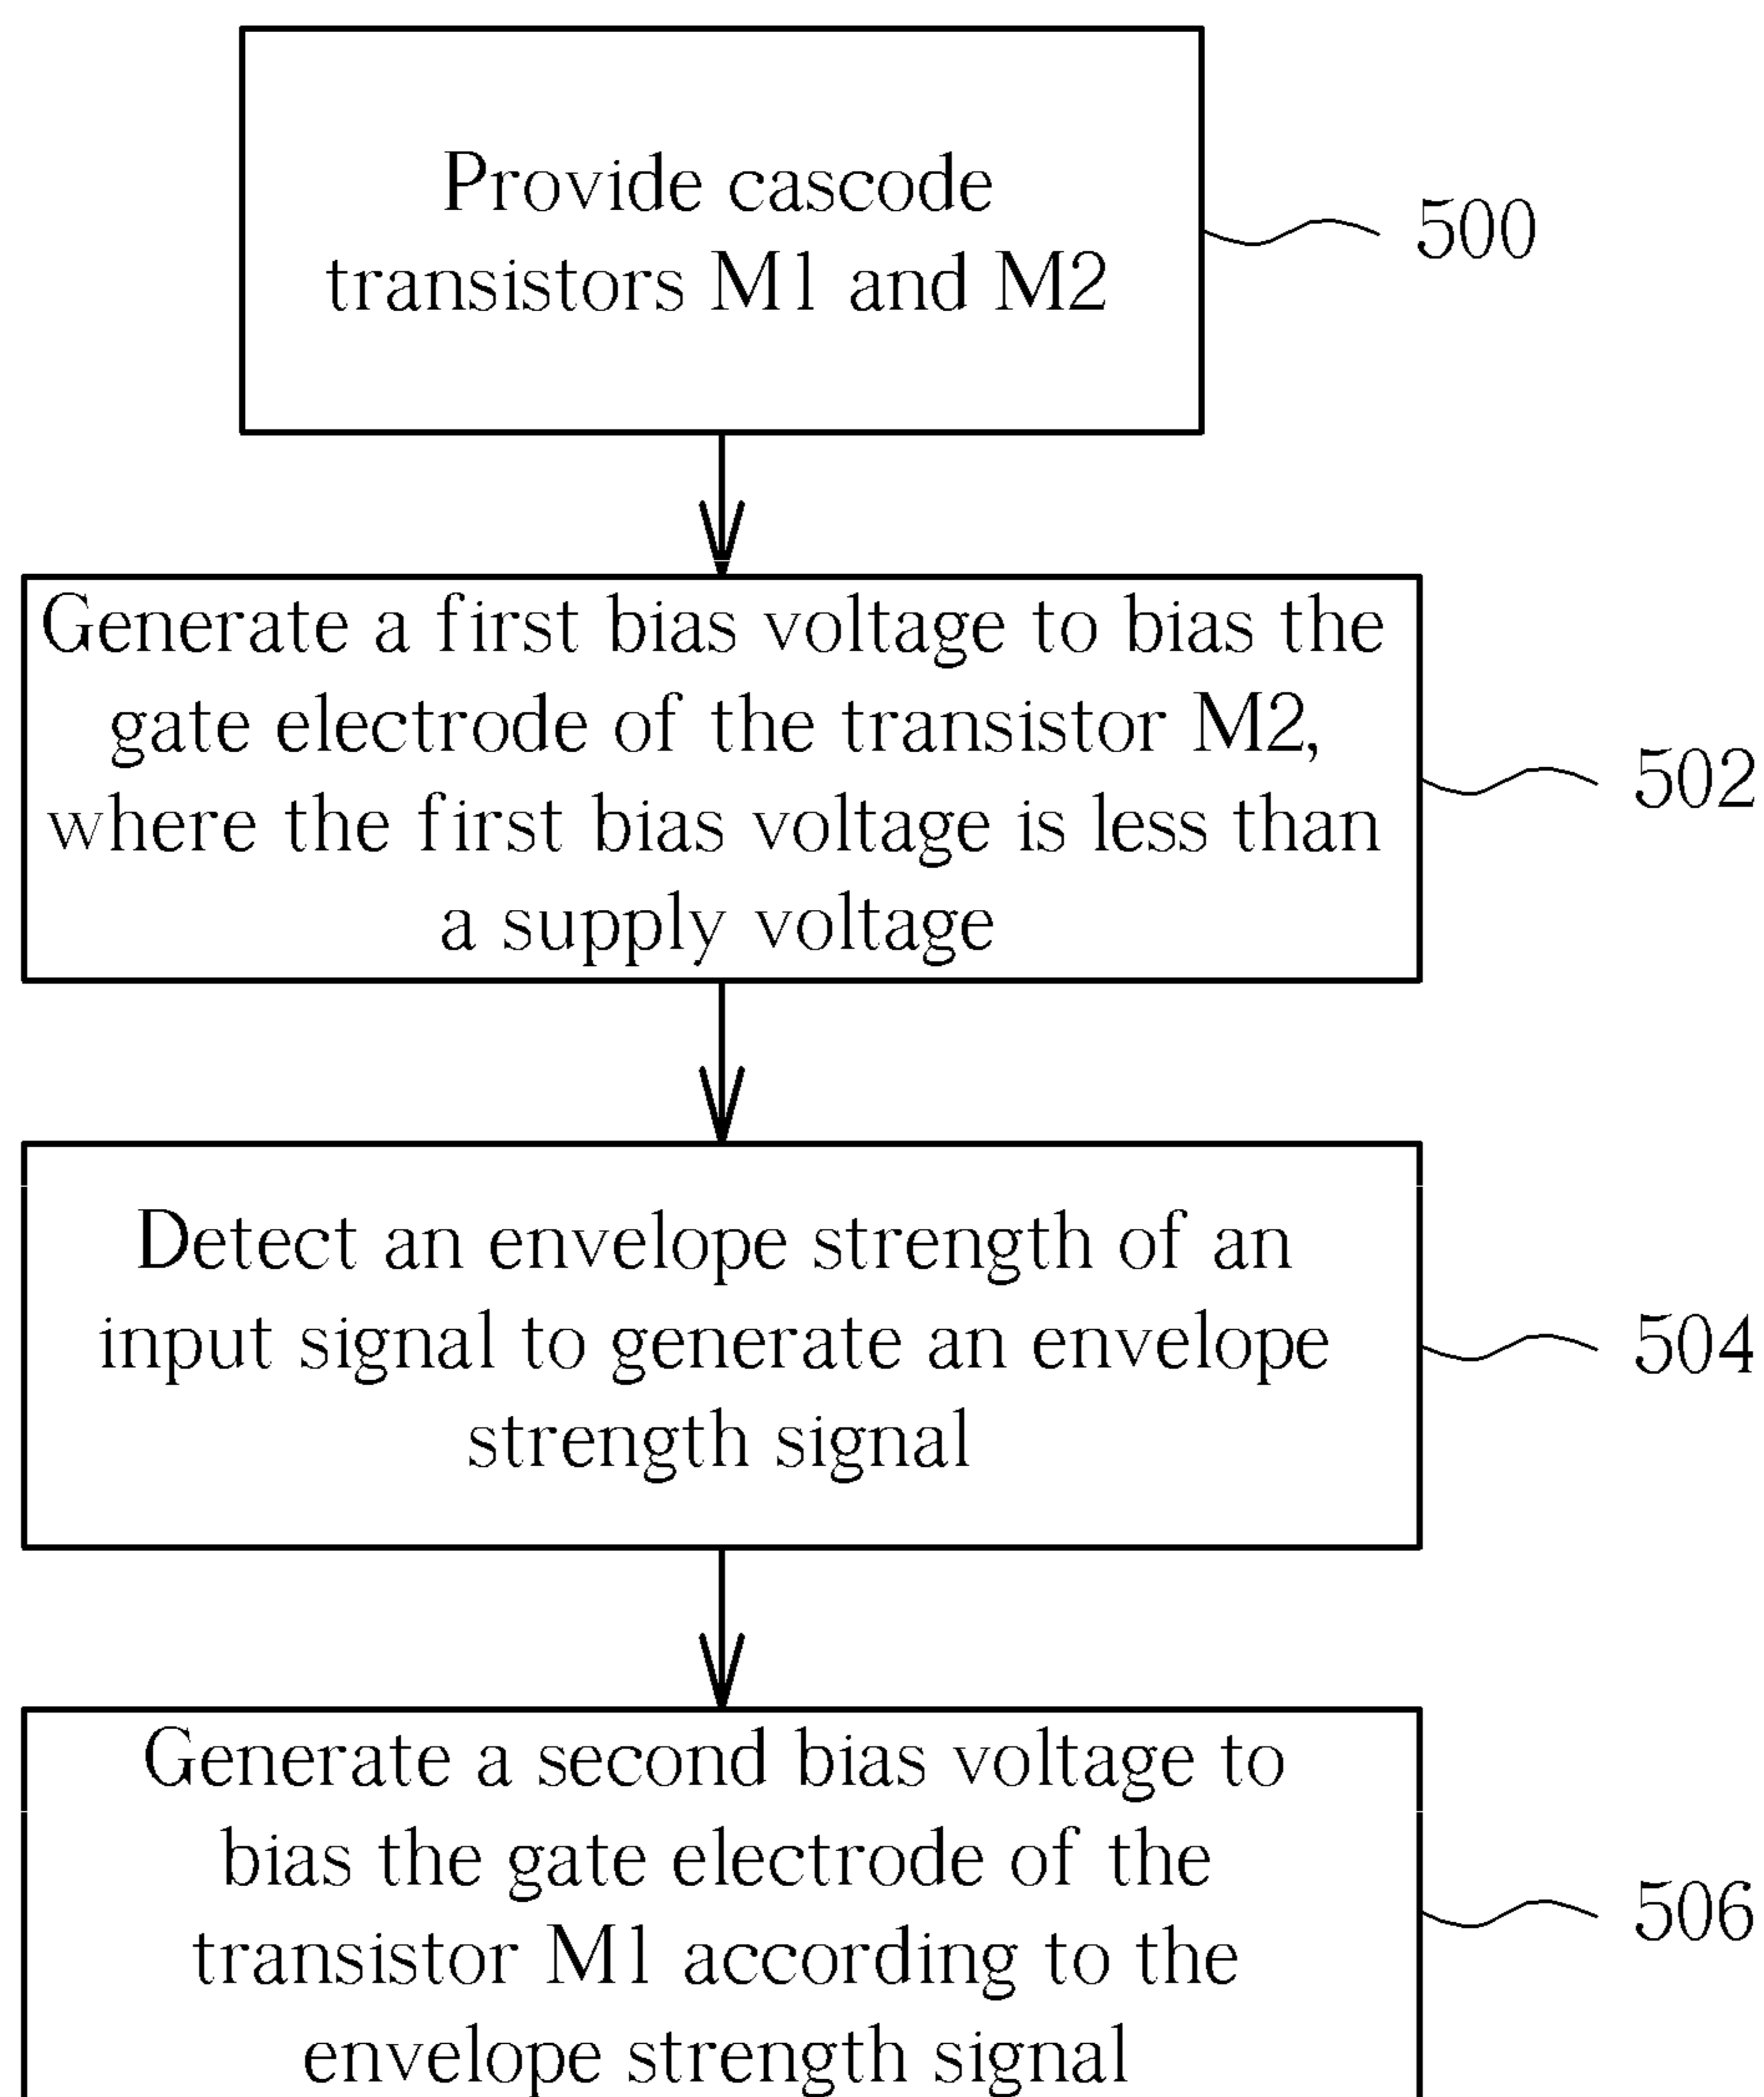 Provide cascode
transistors M1 and M2
500
Generate a first bias voltage to bias the
gate electrode of the transistor M2,
where the first bias voltage is less than
a supply voltage
502
Detect an envelope strength of an
input signal to generate an envelope
strength signal
504
Generate a second bias voltage to
bias the gate electrode of the
transistor M1 according to the
envelope strength signal
506